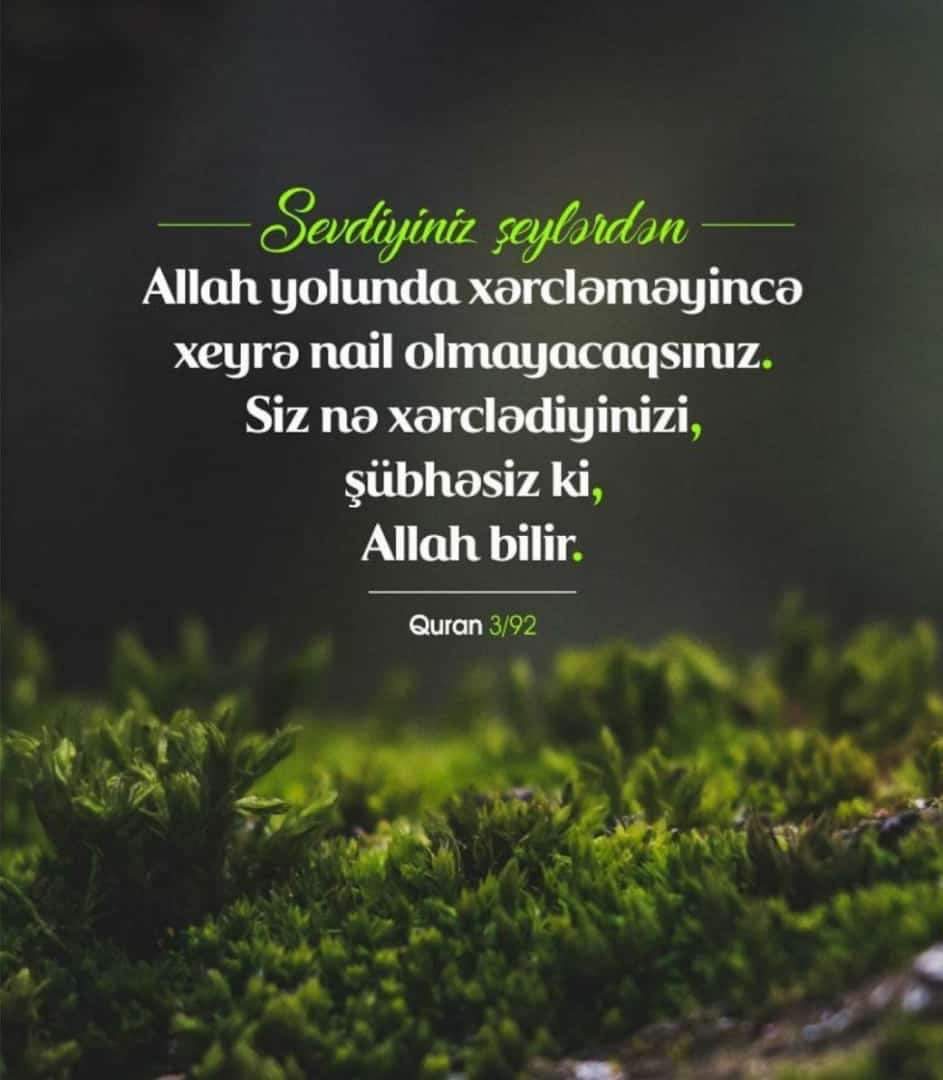 Sevdiyiniz şeylərdən
Allah yolunda xərcləməyincə
xeyrə nail olmayacaqsınız.
Siz nə xərclədiyinizi,
şübhəsiz ki,
Allah bilir.
Quran 3/92